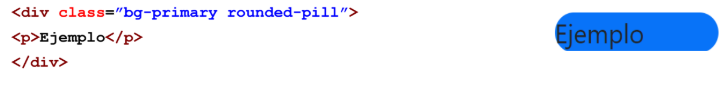 <div class=”bg-primary rounded-pill”>
<p>Ejemplo</p>
</div>
Ejemplo